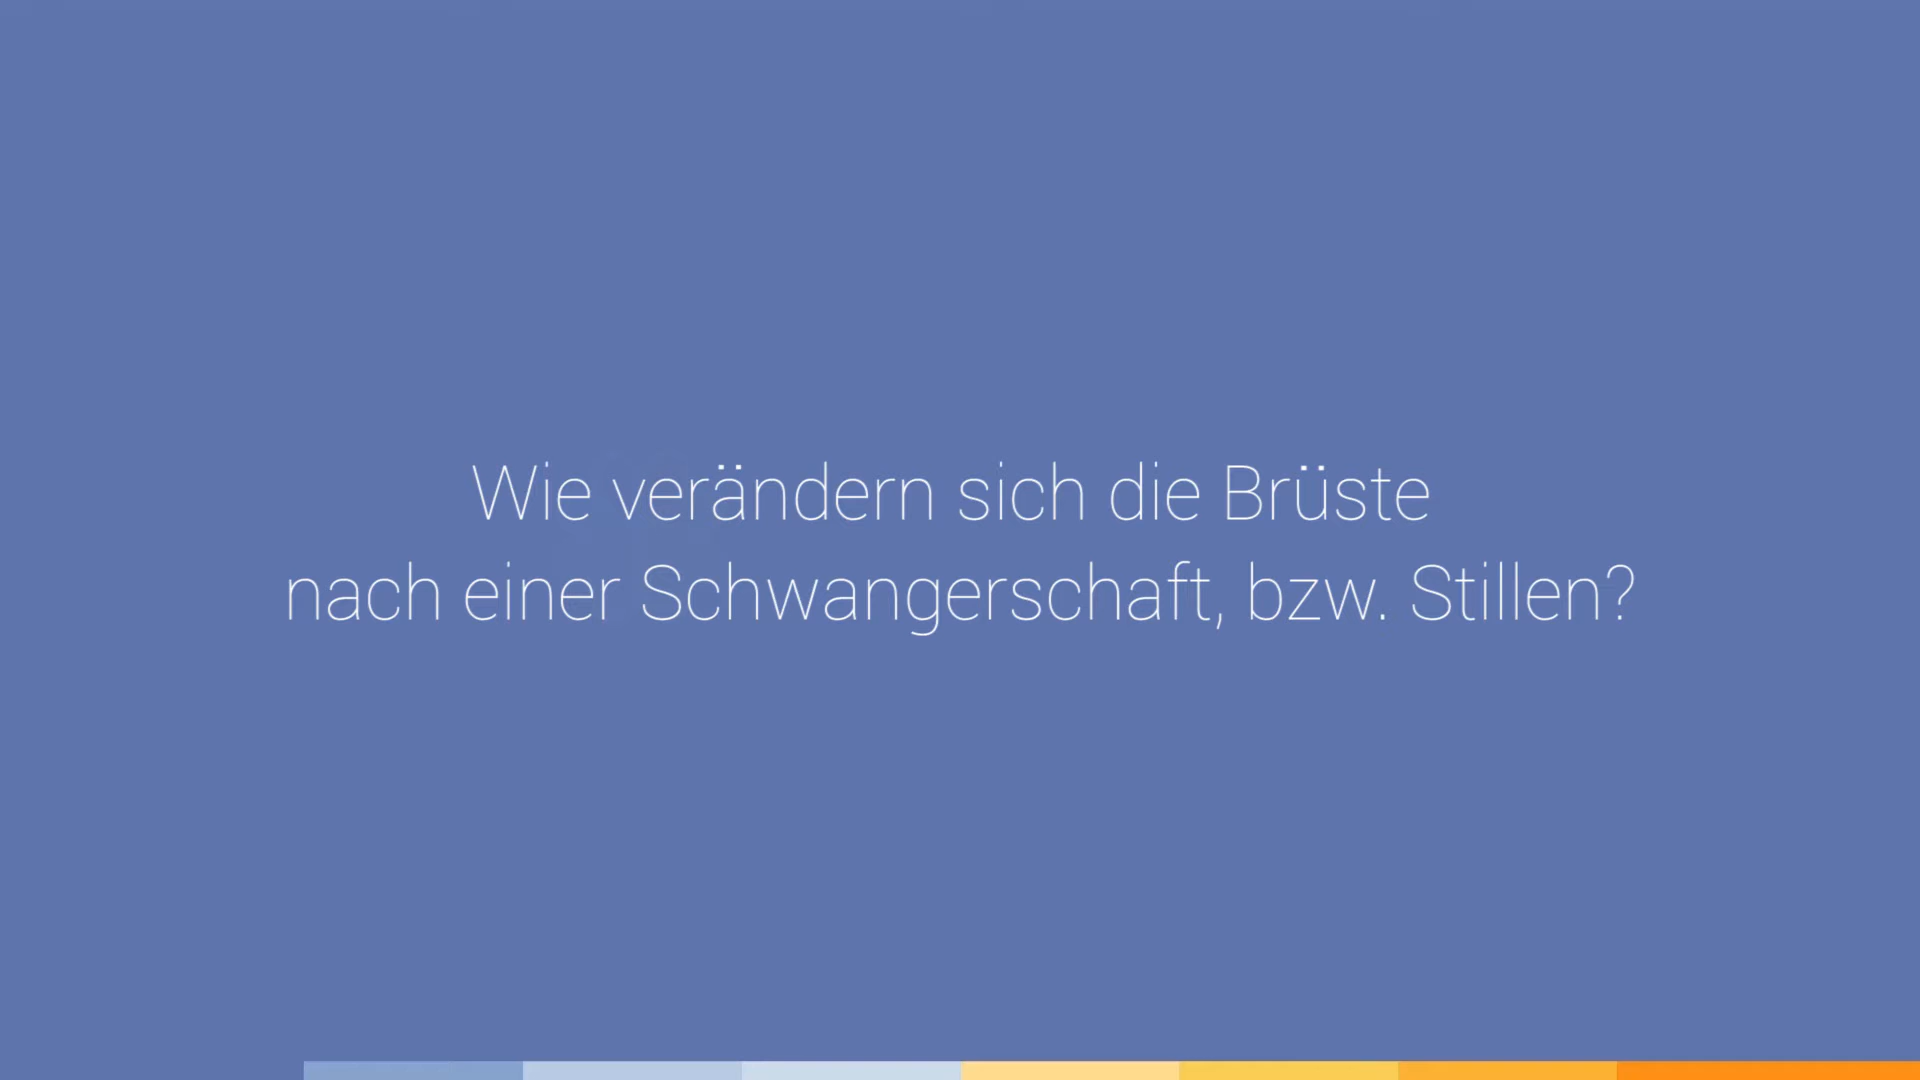 Wie verändern sich die Brüste
nach einer Schwangerschaft, bzw. Stillen?